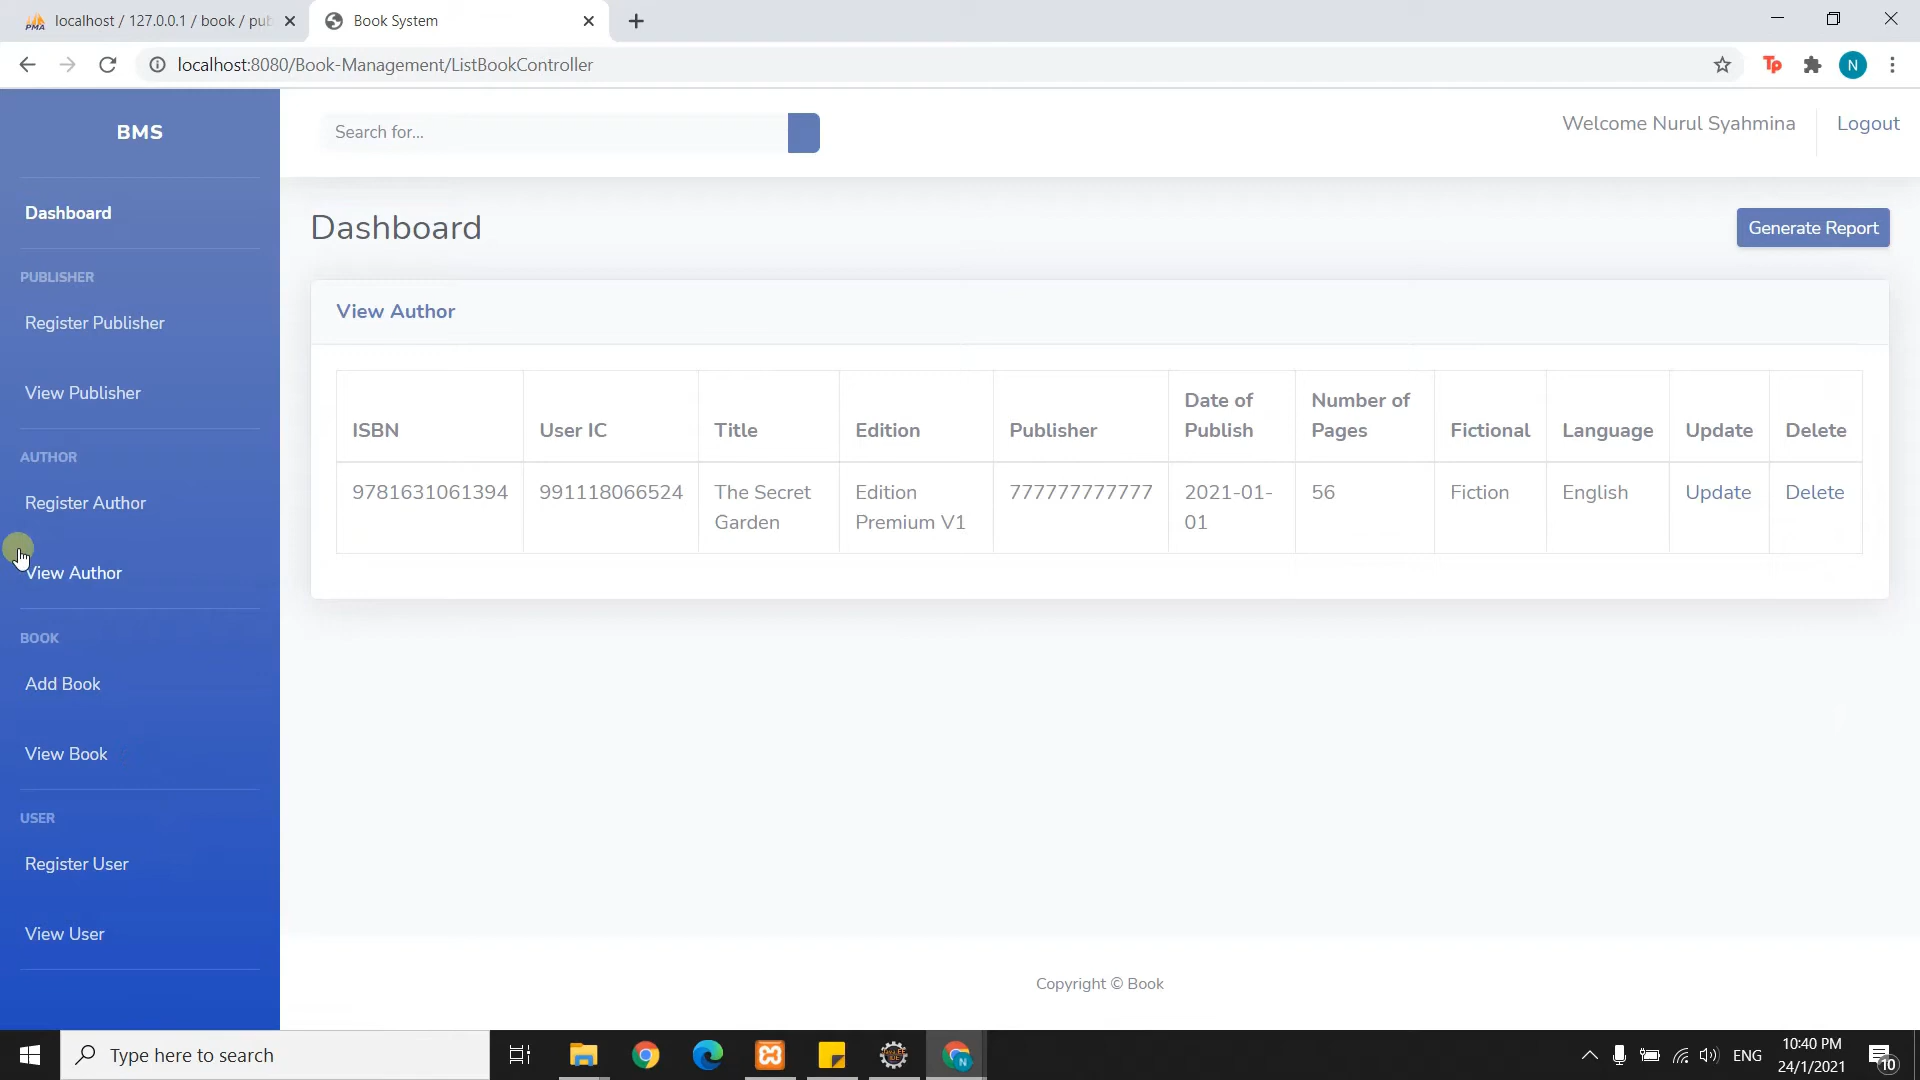 localhost / 127.0.0.1 / book / pub
Book System
localhost:8080/Book-Management/ListBookController
Tp
N
BMS
Search for...
Welcome Nurul Syahmina
Logout
Dashboard
Dashboard
Generate Report
PUBLISHER
Register Publisher
View Publisher
AUTHOR
Register Author
View Author
BOOK
Add Book
View Book
USER
Register User
View User
View Author
ISBN
User IC
Title
Edition
Publisher
Date of
Publish
Number of
Pages
Fictional
Language
Update
Delete
9781631061394
991118066524
The Secret
Garden
Edition
Premium V1
777777777777
2021-01-
01
56
Fiction
English
Update
Delete
Copyright © Book
Type here to search
N
ENG
10:40 PM
24/1/2021
10